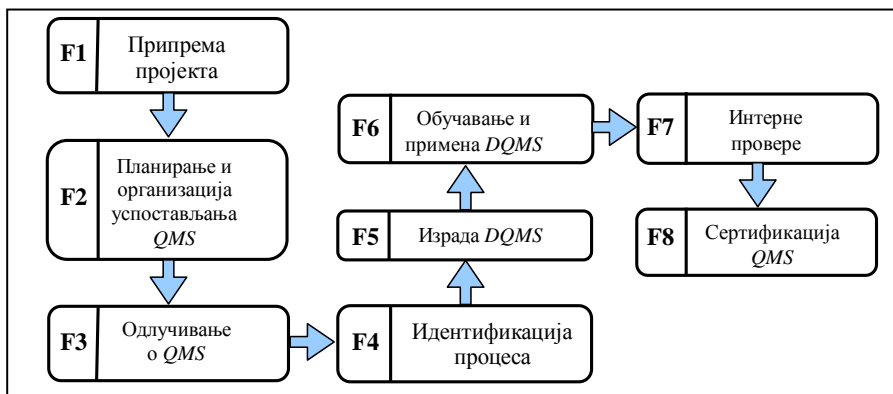 F1
Припрема
пројекта
F2
Планирање и
организација
успостављања
QMS
F3
Одлучивање
о QMS
F4
Идентификација
процеса
F5
Израда DQMS
F6
Обучавање и
примена DQMS
F7
Интерне
провере
F8
Сертификација
QMS